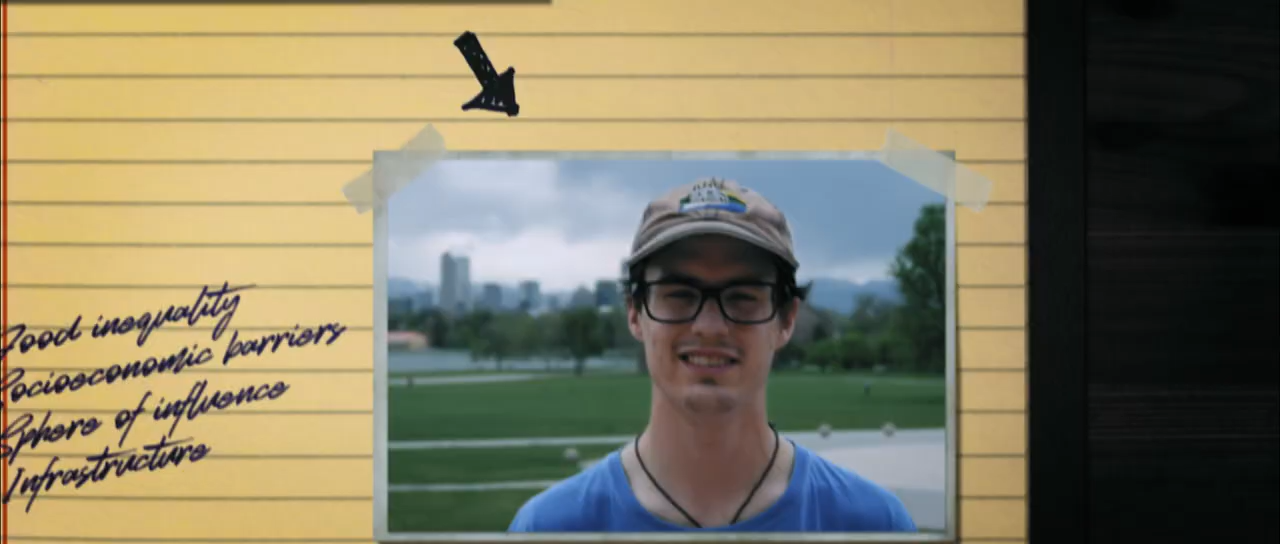 Food inequality
Socioeconomic barriers
Sphere of influence
Infrastructure